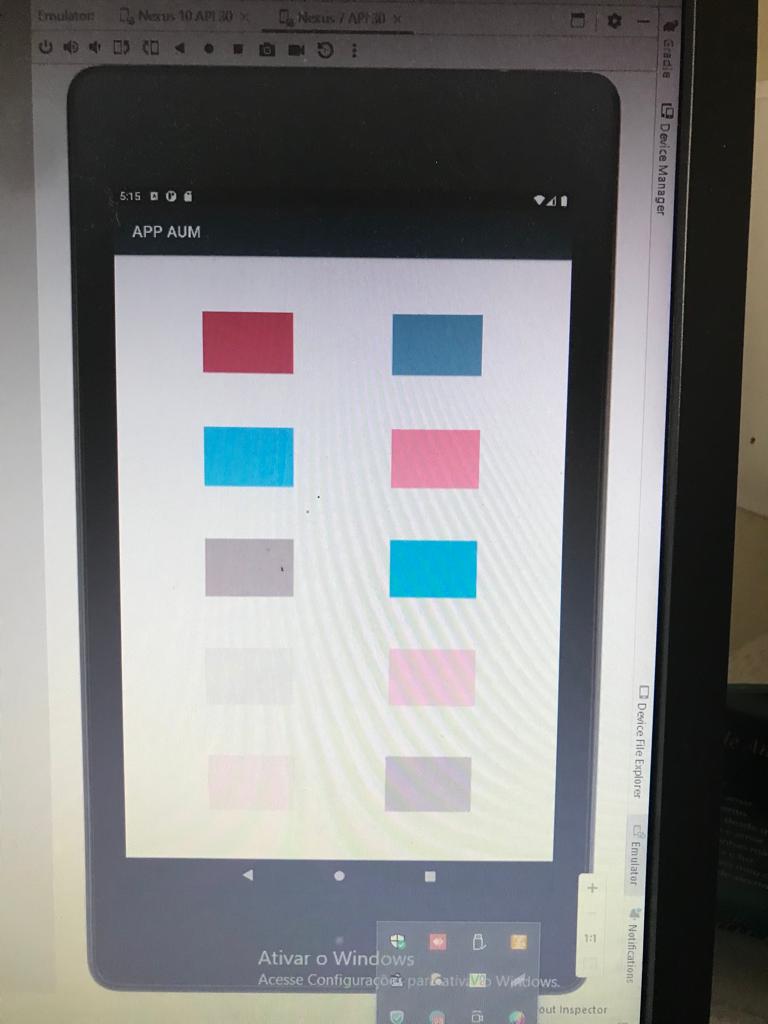 Emulator: Nexus 10 API 30 × Nexus 7 API 30 ×
Gradle
Device Manager
5:15
APP AUM
Device File Explorer
Emulator
Notifications
1:1
Ativar o Windows
Acesse Configurações para ativar o Windows.
out Inspector